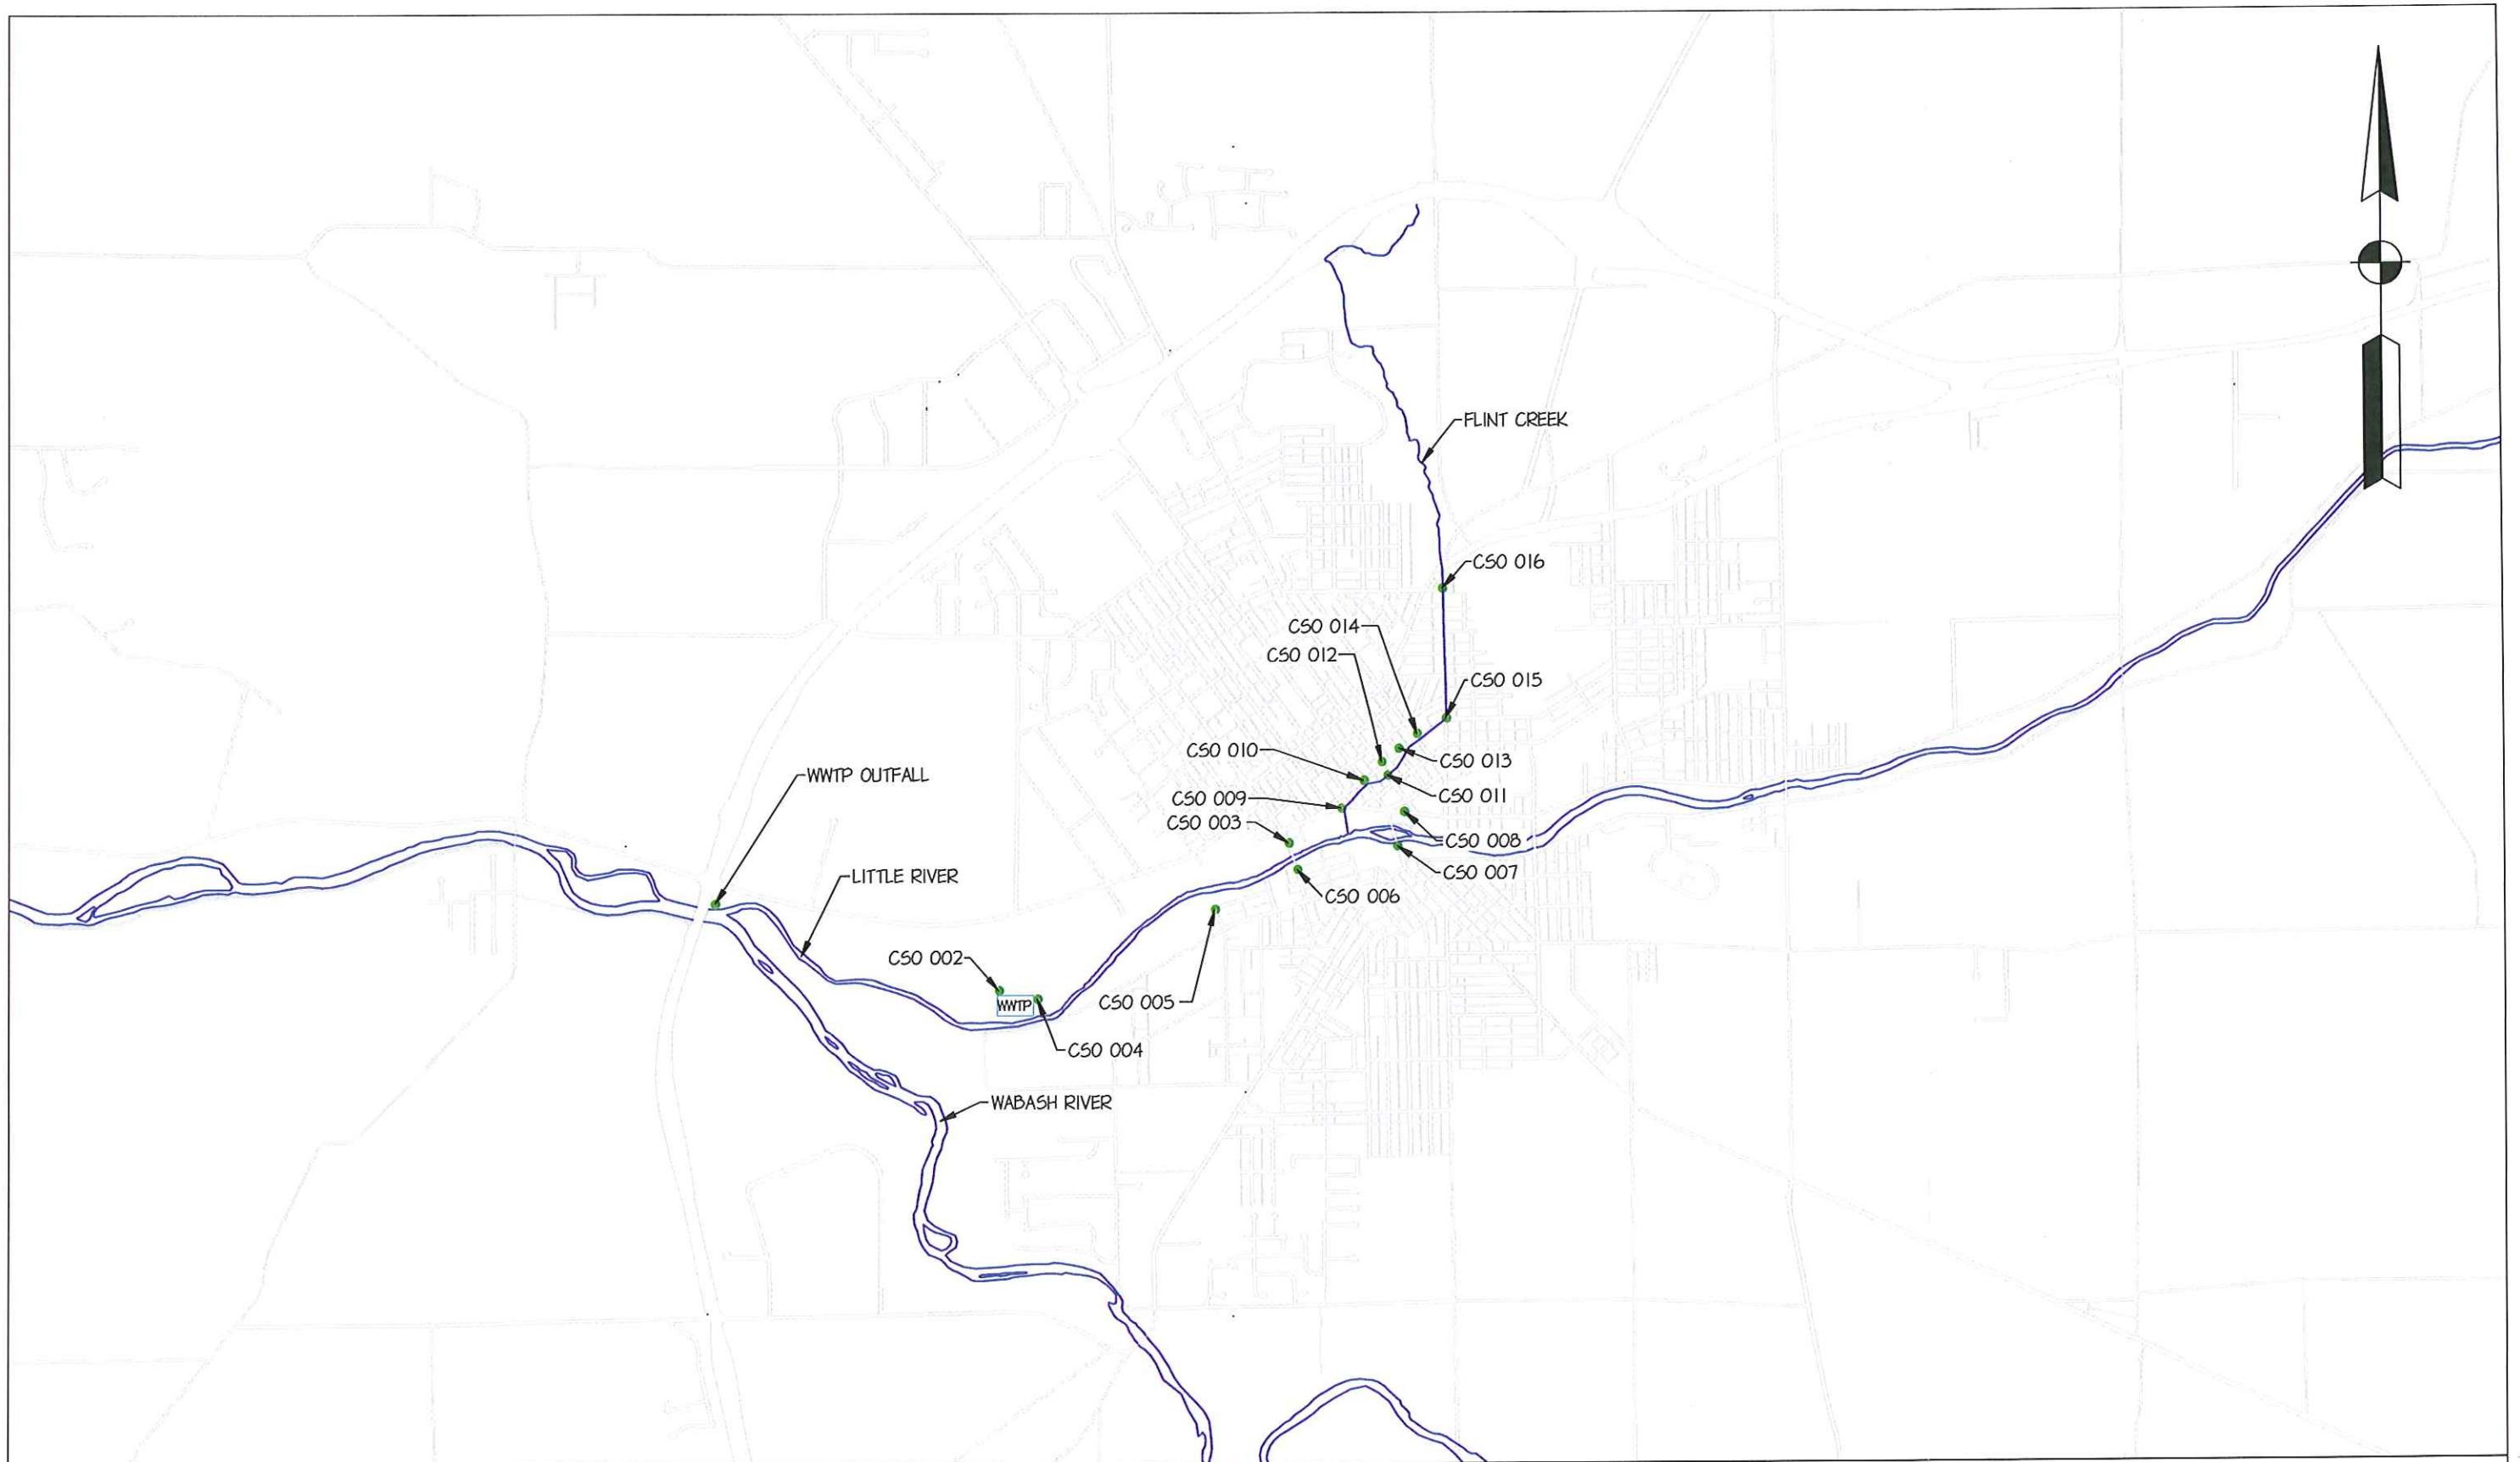 FLINT CREEK
CSO 016
CSO 014
CSO 012
CSO 015
CSO 010
CSO 013
WWTP OUTFALL
CSO 011
CSO 009
CSO 003
CSO 008
LITTLE RIVER
CSO 007
CSO 006
CSO 002
CSO 005
WWTP
CSO 004
WABASH RIVER